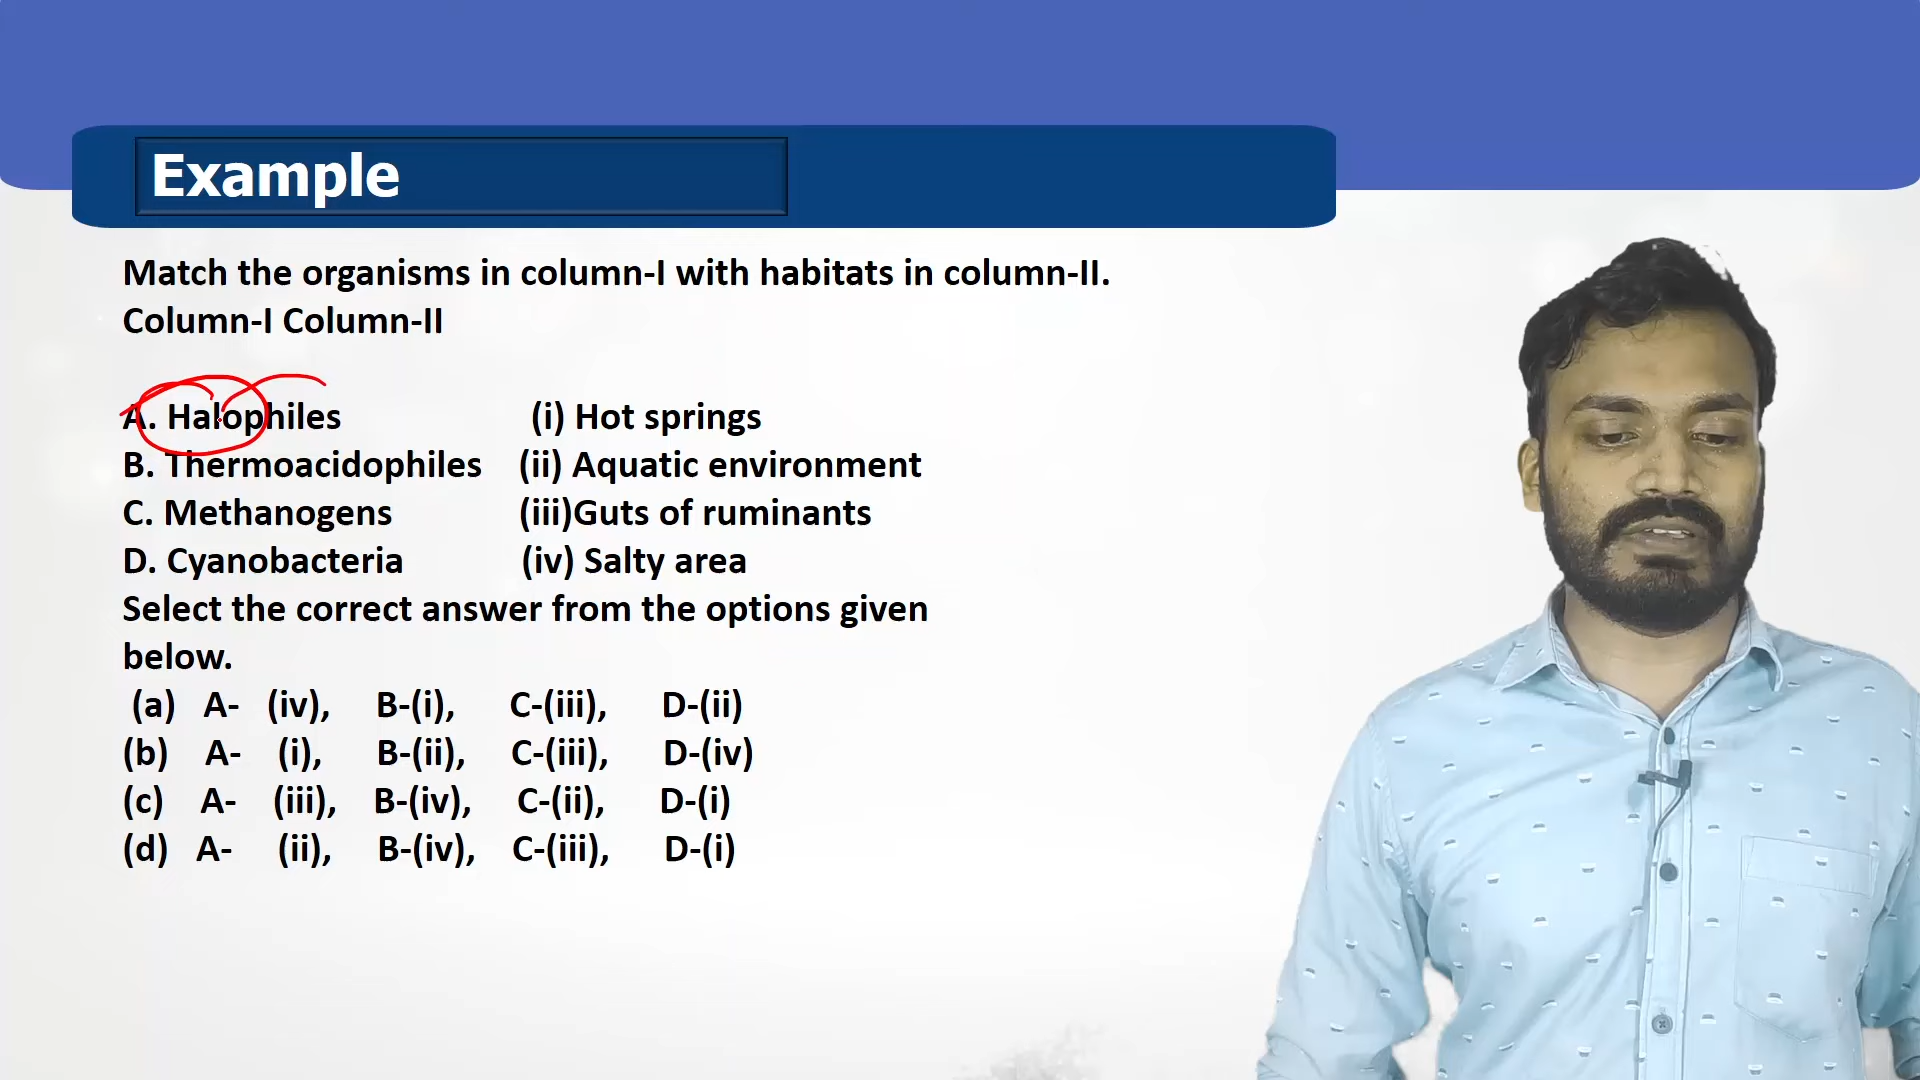 Example
Match the organisms in column-I with habitats in column-II.
Column-I Column-II
A. Halophiles (i) Hot springs
B. Thermoacidophiles (ii) Aquatic environment
C. Methanogens (iii)Guts of ruminants
D. Cyanobacteria (iv) Salty area
Select the correct answer from the options given
below.
(a) A- (iv), B-(i), C-(iii), D-(ii)
(b) A- (i), B-(ii), C-(iii), D-(iv)
(c) A- (iii), B-(iv), C-(ii), D-(i)
(d) A- (ii), B-(iv), C-(iii), D-(i)